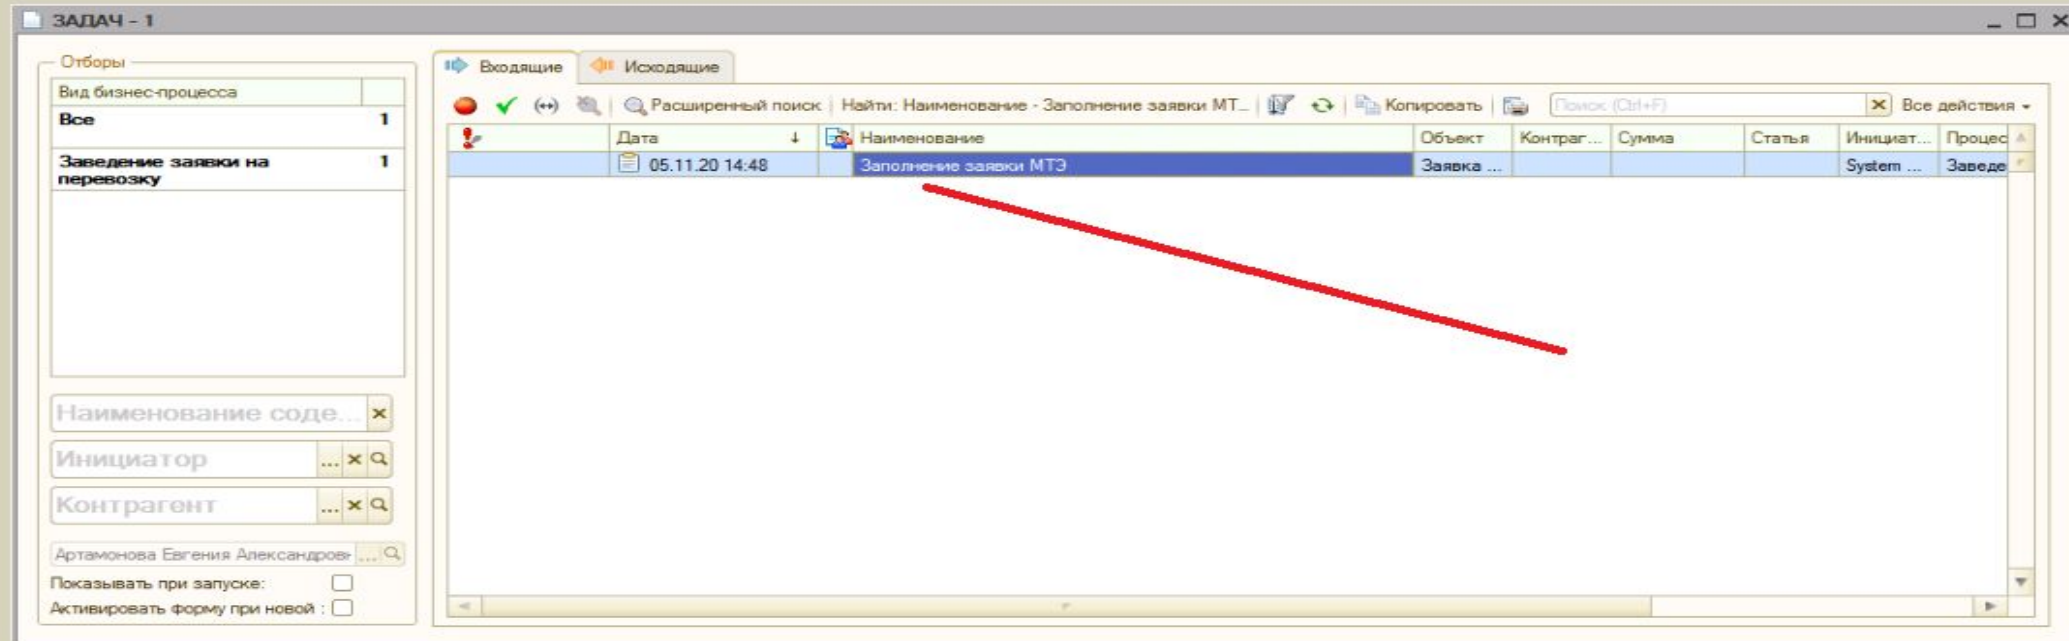 ЗАДАЧ - 1
Отборы
Вид бизнес-процесса
Все 1
Заведение заявки на перевозку 1
Наименование соде...
Инициатор ...
Контрагент ...
Артамонова Евгения Александров ...
Показывать при запуске:
Активировать форму при новой :
Входящие Исходящие
Расширенный поиск Найти: Наименование - Заполнение заявки МТ... Копировать Поиск (Ctrl+F) Все действия
Дата Наименование Объект Контраг... Сумма Статья Инициат... Процес
05.11.20 14:48 Заполнение заявки МТЭ Заявка ... System ... Заведе